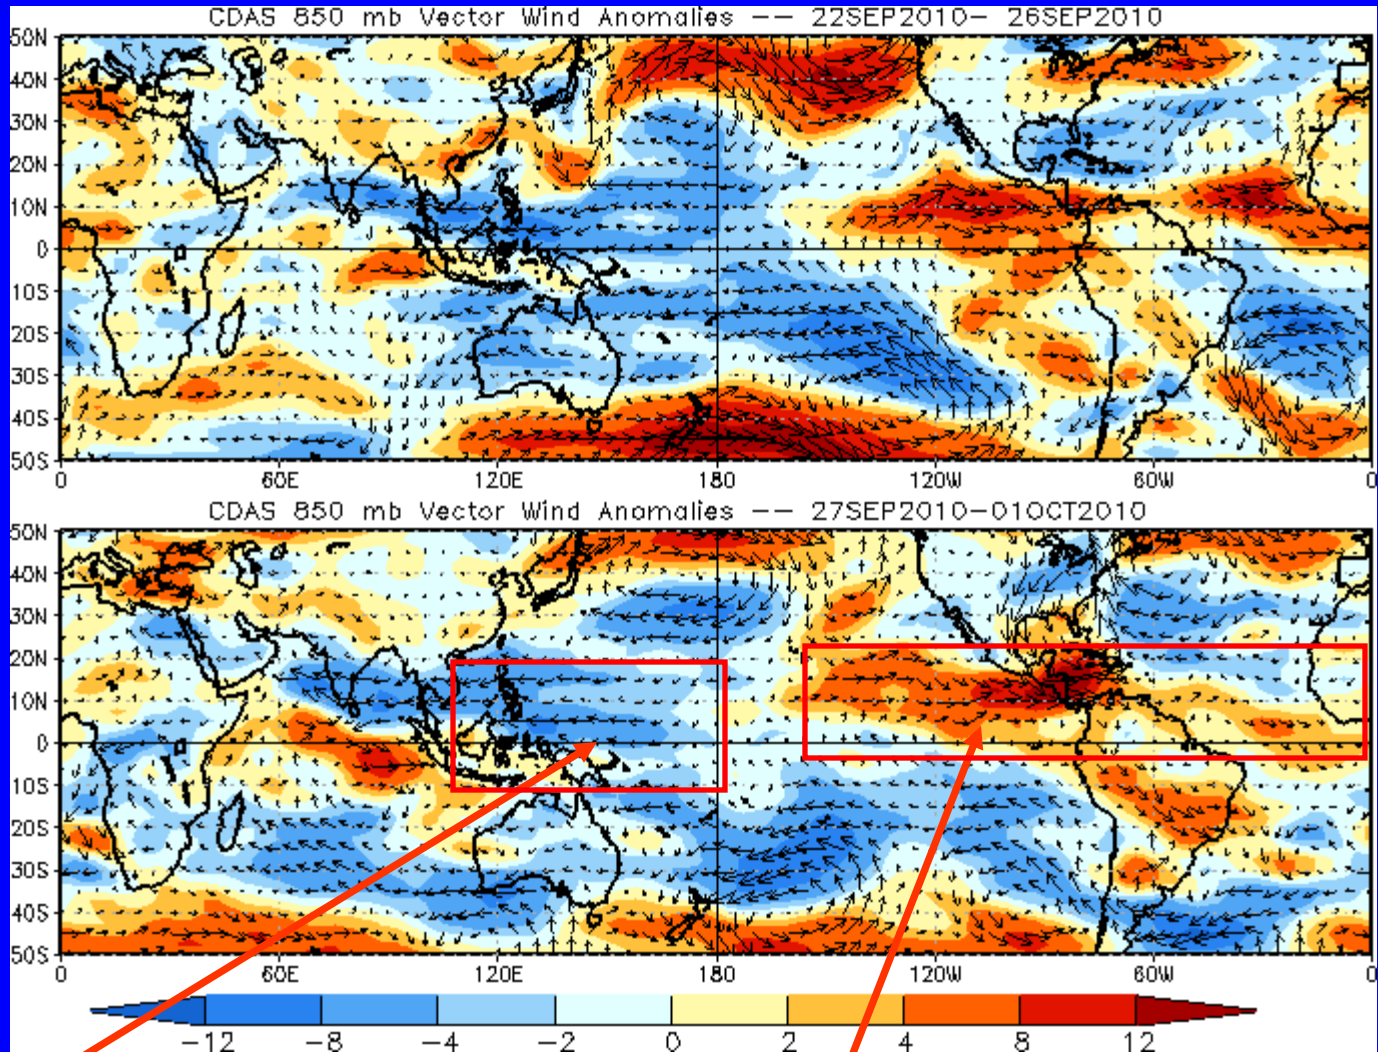 CDAS 850 mb Vector Wind Anomalies -- 22SEP2010- 26SEP2010
50N
40N
30N
20N
10N
0
10S
20S
30S
40S
50S
0 60E 120E 180 120W 60W 0
CDAS 850 mb Vector Wind Anomalies -- 27SEP2010-01OCT2010
50N
40N
30N
20N
10N
0
10S
20S
30S
40S
50S
0 60E 120E 180 120W 60W 0
-12 -8 -4 -2 0 2 4 8 12